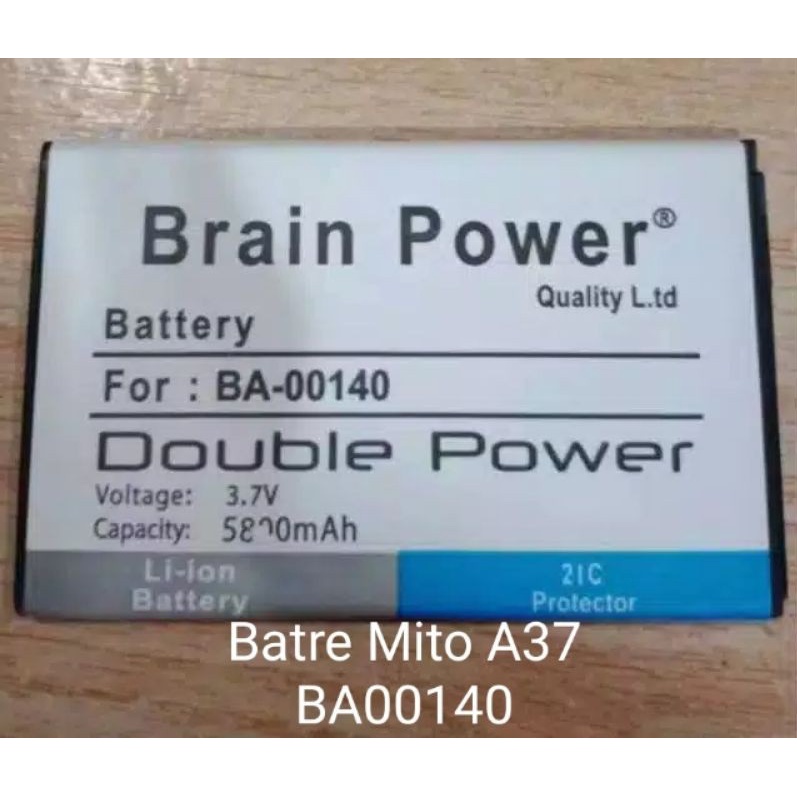 Brain Power®
Quality L.td
Battery
For : BA-00140
Double Power
Voltage: 3.7V
Capacity:
Li-ion
Battery
2IC
Protector
Batre Mito A37
BA00140